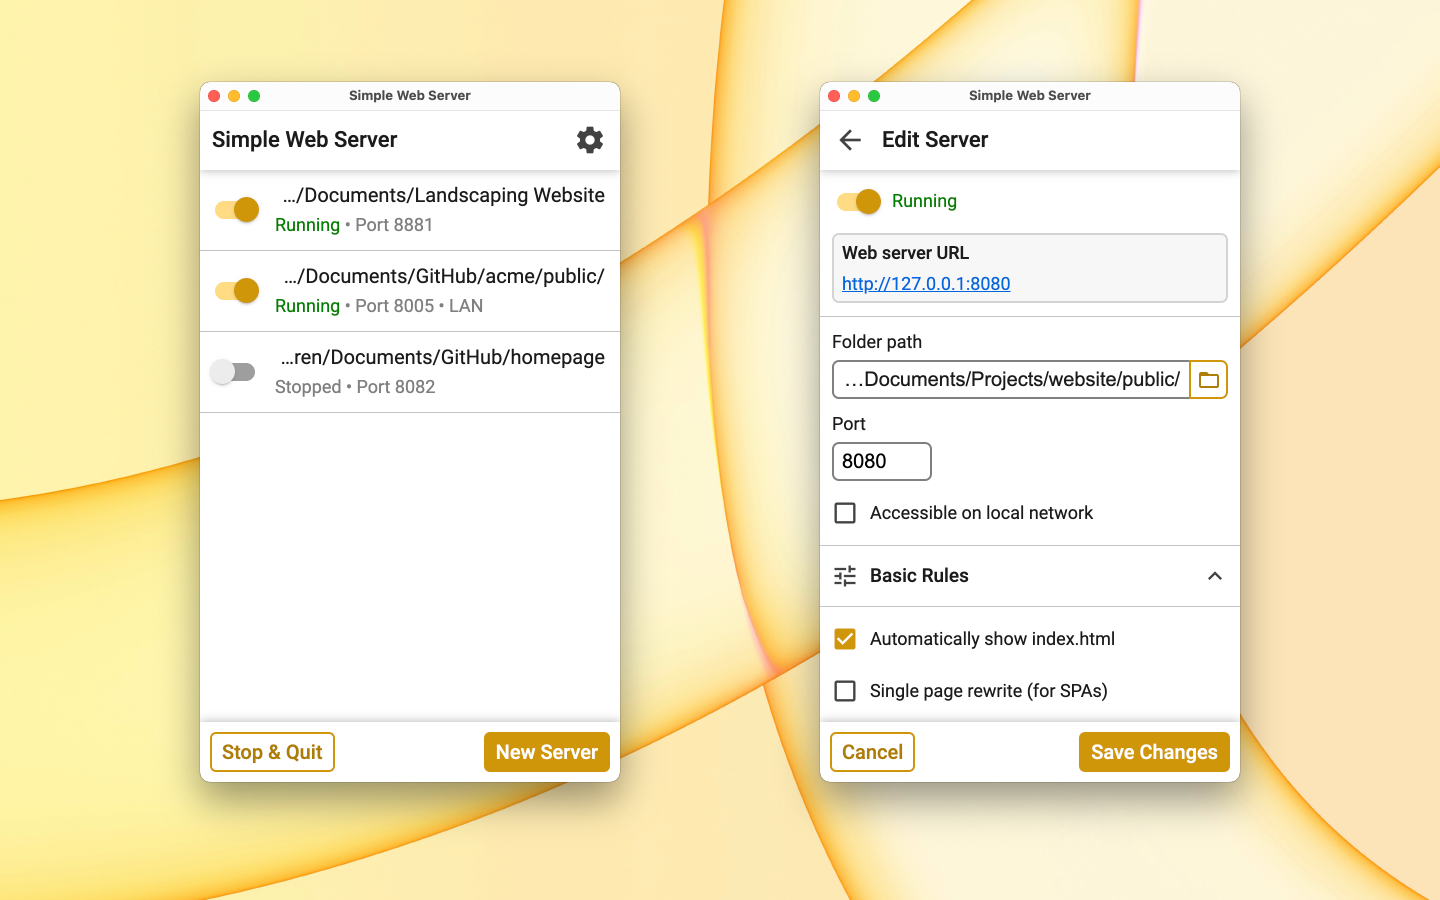 Simple Web Server
Simple Web Server
…/Documents/Landscaping Website
Running • Port 8881
…/Documents/GitHub/acme/public/
Running • Port 8005 • LAN
…ren/Documents/GitHub/homepage
Stopped • Port 8082
Stop & Quit
New Server
Simple Web Server
Edit Server
Running
Web server URL
http://127.0.0.1:8080
Folder path
…Documents/Projects/website/public/
Port
8080
Accessible on local network
Basic Rules
Automatically show index.html
Single page rewrite (for SPAs)
Cancel
Save Changes